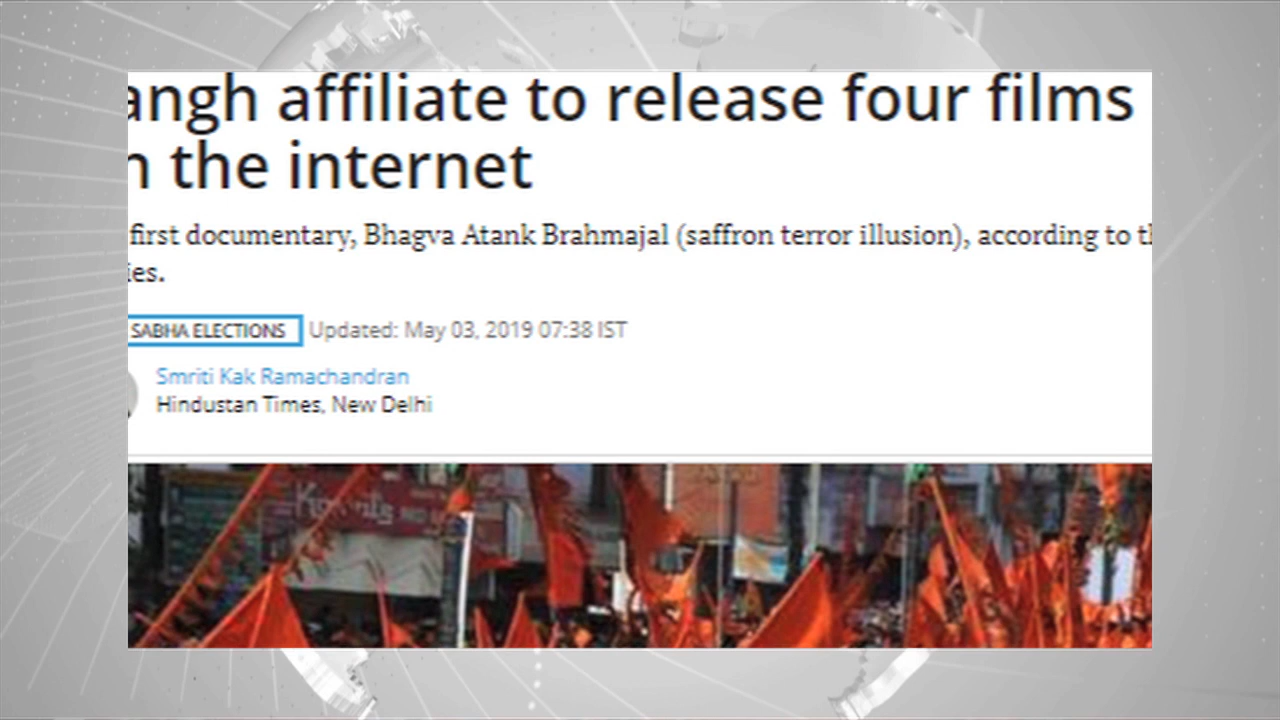 angh affiliate to release four films
n the internet
first documentary, Bhagva Atank Brahmajal (saffron terror illusion), according to th
ies.
SABHA ELECTIONS Updated: May 03, 2019 07:38 IST
Smriti Kak Ramachandran
Hindustan Times, New Delhi